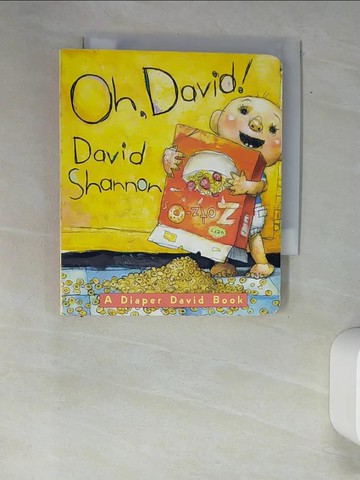 Oh, David!
David
Shannon
A Diaper David Book